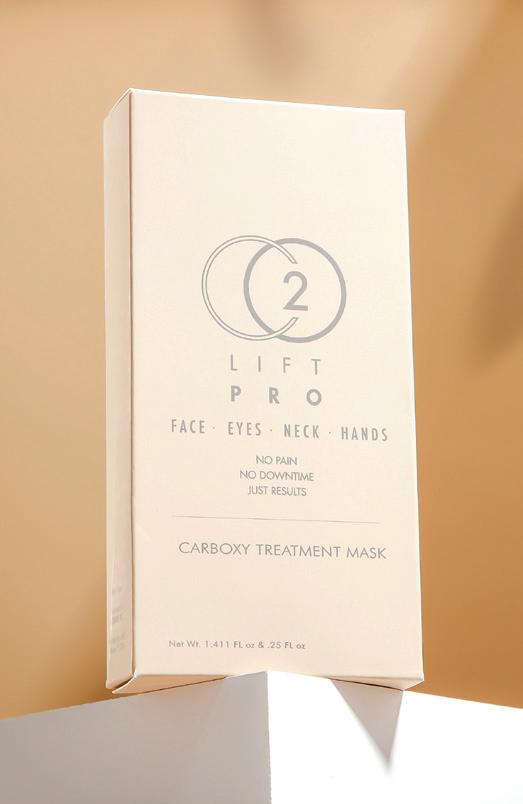 CO2
LIFT
PRO
FACE · EYES · NECK · HANDS
NO PAIN
NO DOWNTIME
JUST RESULTS
CARBOXY TREATMENT MASK
Net Wt. 1.411 FL oz & .25 FL oz